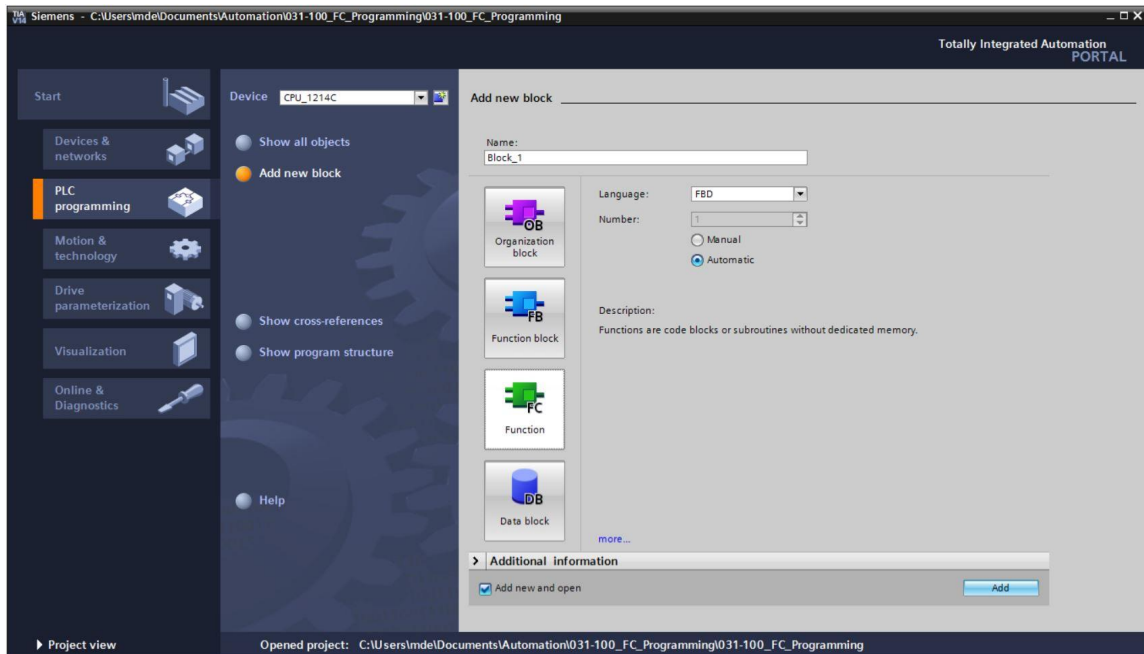 TIA
V14
Siemens - C:\Users\mde\Documents\Automation\031-100_FC_Programming\031-100_FC_Programming
Totally Integrated Automation
PORTAL
Start
Devices &
networks
PLC
programming
Motion &
technology
Drive
parameterization
Visualization
Online &
Diagnostics
Project view
Device CPU_1214C
Show all objects
Add new block
Show cross-references
Show program structure
Help
Add new block
Name:
Block_1
OB
Organization
block
FB
Function block
FC
Function
DB
Data block
Language: FBD
Number: 1
Manual
Automatic
Description:
Functions are code blocks or subroutines without dedicated memory.
more...
> Additional information
Add new and open
Add
Opened project: C:\Users\mde\Documents\Automation\031-100_FC_Programming\031-100_FC_Programming